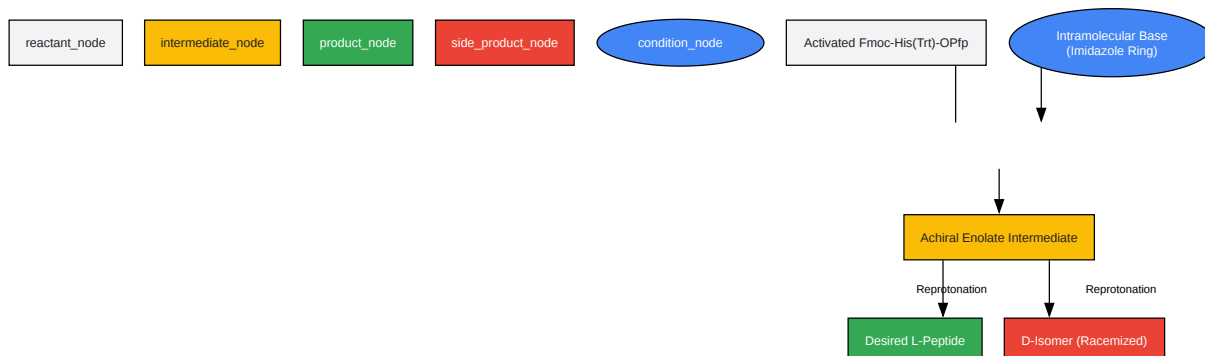 reactant_node
intermediate_node
product_node
side_product_node
condition_node
Activated Fmoc-His(Trt)-OPfp
Intramolecular Base
(Imidazole Ring)
Achiral Enolate Intermediate
Reprotonation
Reprotonation
Desired L-Peptide
D-Isomer (Racemized)